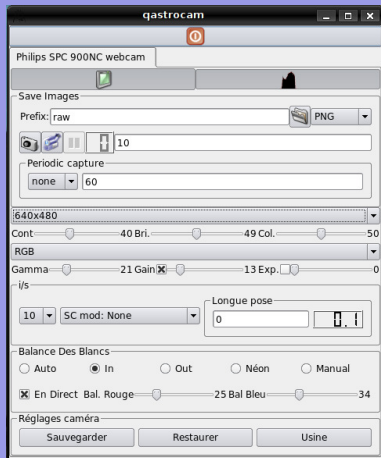 qastrocam
Philips SPC 900NC webcam
Save Images
Prefix: raw PNG
0 10
Periodic capture
none 60
640x480
Cont 40 Bri. 49 Col. 50
RGB
Gamma 21 Gain 13 Exp. 0
i/s
Longue pose
10 SC mod: None 0 0.1
Balance Des Blancs
Auto In Out Néon Manual
En Direct Bal. Rouge 25 Bal Bleu 34
Réglages caméra
Sauvegarder Restaurer Usine